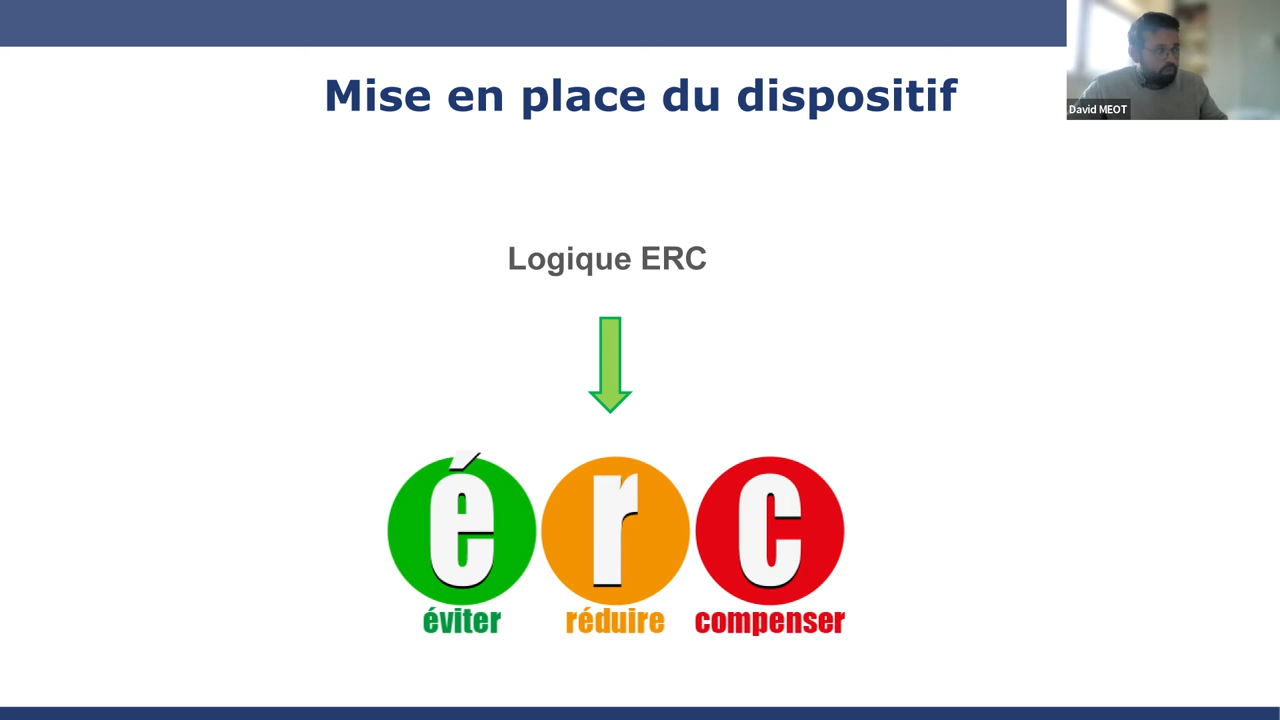 Mise en place du dispositif
David MEOT
Logique ERC
é r c
éviter réduire compenser